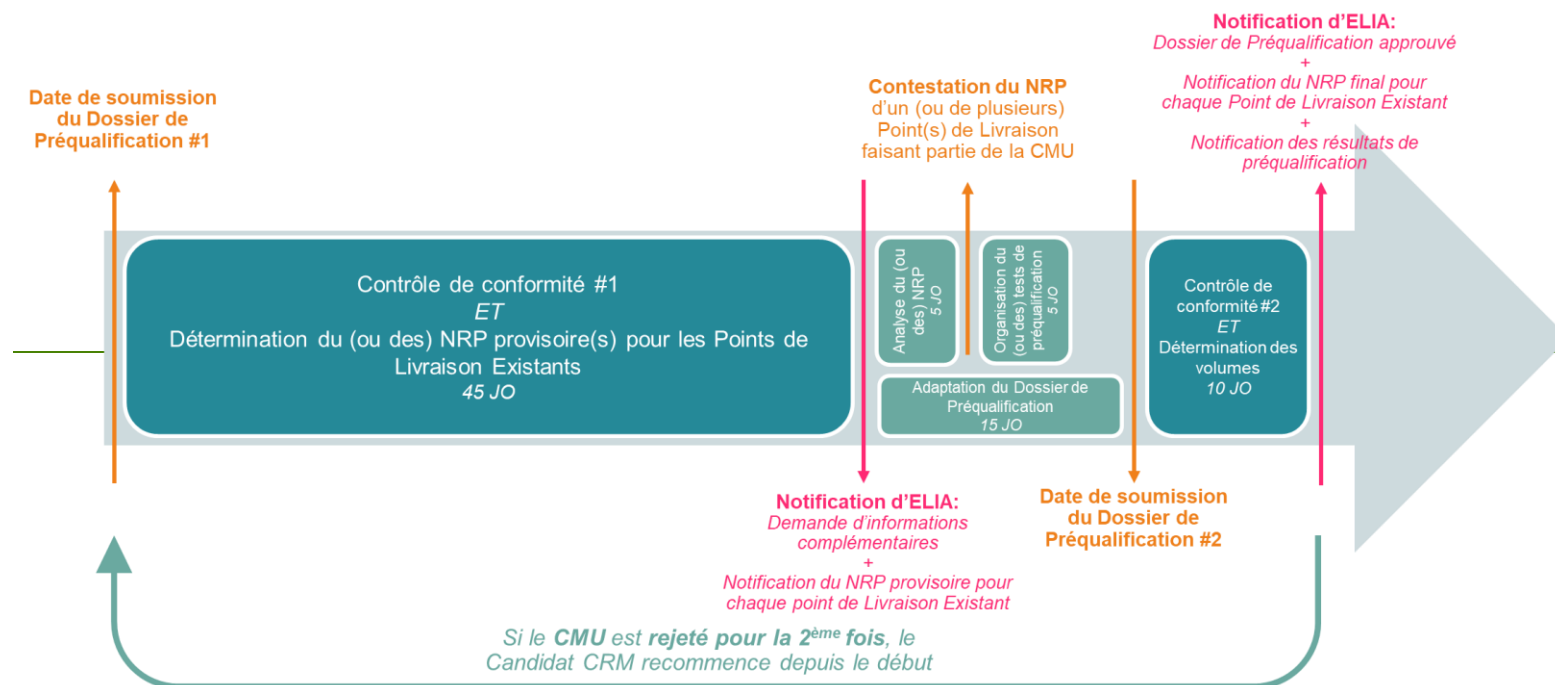 Date de soumission
du Dossier de
Préqualification #1
Contrôle de conformité #1
ET
Détermination du (ou des) NRP provisoire(s) pour les Points de
Livraison Existants
45 JO
Notification d’ELIA:
Demande d’informations
complémentaires
+
Notification du NRP provisoire pour
chaque point de Livraison Existant
Analyse du (ou
des) NRP
5 JO
Contestation du NRP
d’un (ou de plusieurs)
Point(s) de Livraison
faisant partie de la CMU
Organisation du
(ou des) tests de
préqualification
5 JO
Adaptation du Dossier de
Préqualification
15 JO
Date de soumission
du Dossier de
Préqualification #2
Contrôle de
conformité #2
ET
Détermination des
volumes
10 JO
Notification d’ELIA:
Dossier de Préqualification approuvé
+
Notification du NRP final pour
chaque Point de Livraison Existant
+
Notification des résultats de
préqualification
Si le CMU est rejeté pour la 2ème fois, le
Candidat CRM recommence depuis le début